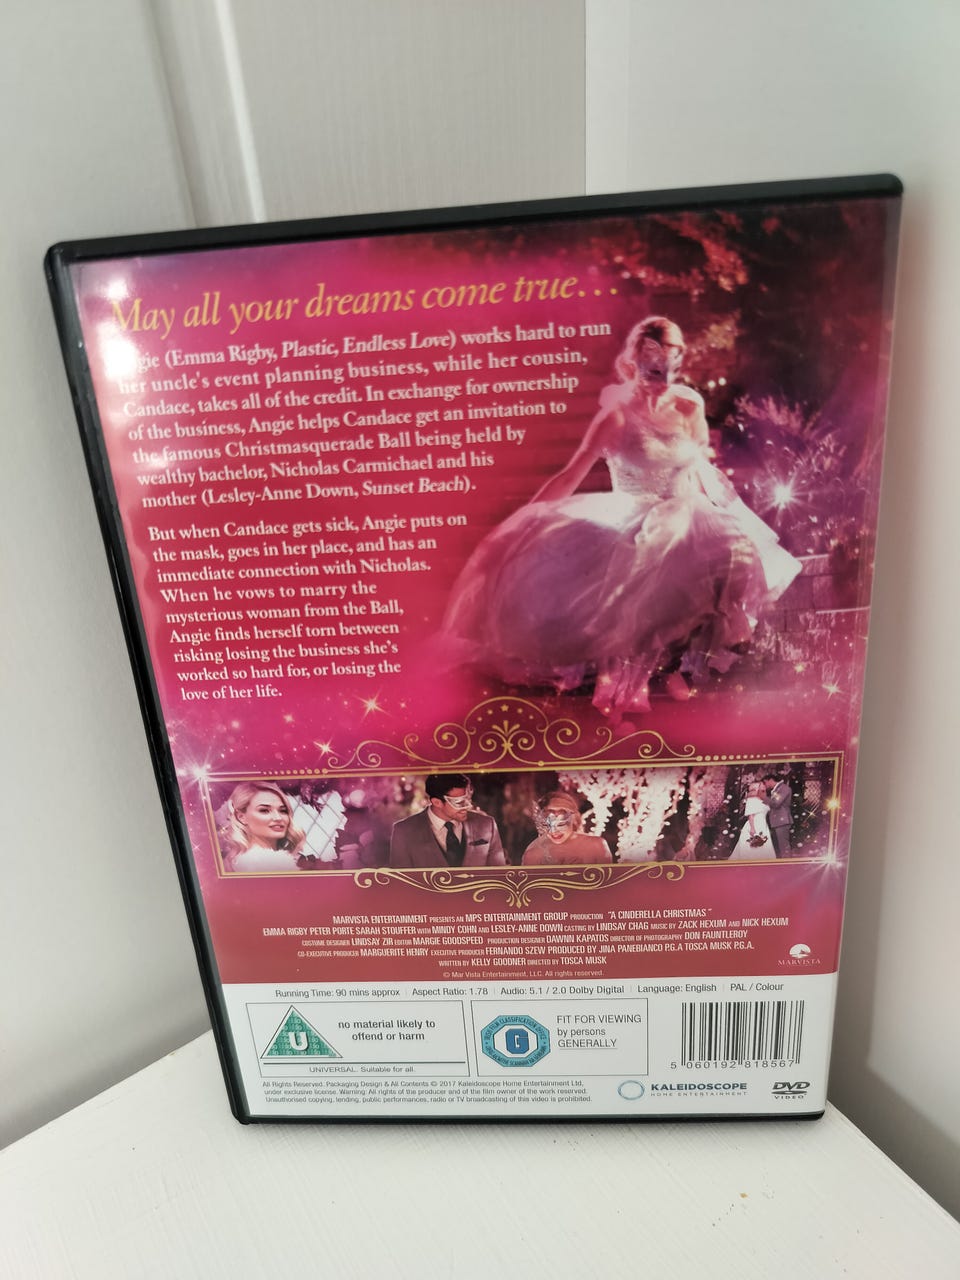 May all your dreams come true...
Angie (Emma Rigby, Plastic, Endless Love) works hard to run
her uncle's event planning business, while her cousin,
Candace, takes all of the credit. In exchange for ownership
of the business, Angie helps Candace get an invitation to
the famous Christmasquerade Ball being held by
wealthy bachelor, Nicholas Carmichael and his
mother (Lesley-Anne Down, Sunset Beach).
But when Candace gets sick, Angie puts on
the mask, goes in her place, and has an
immediate connection with Nicholas.
When he vows to marry the
mysterious woman from the Ball,
Angie finds herself torn between
risking losing the business she's
worked so hard for, or losing the
love of her life.
MARVISTA ENTERTAINMENT PRESENTS AN MPS ENTERTAINMENT GROUP PRODUCTION "A CINDERELLA CHRISTMAS"
EMMA RIGBY PETER PORTE SARAH STOUFFER WITH MINDY COHN AND LESLEY-ANNE DOWN CASTING BY LINDSAY CHAG MUSIC BY ZACK HEXUM AND NICK HEXUM
COSTUME DESIGNER LINDSAY ZIR EDITOR MARGIE GOODSPEED PRODUCTION DESIGNER DAWNN KAPATOS DIRECTOR OF PHOTOGRAPHY DON FAUNTLEROY
CO-EXECUTIVE PRODUCER MARGUERITE HENRY EXECUTIVE PRODUCER FERNANDO SZEW PRODUCED BY JINA PANEBIANCO P.G.A TOSCA MUSK P.G.A.
WRITTEN BY KELLY GOODNER DIRECTED BY TOSCA MUSK
© Mar Vista Entertainment, LLC. All rights reserved.
MARVISTA
Running Time: 90 mins approx | Aspect Ratio: 1.78 | Audio: 5.1 / 2.0 Dolby Digital | Language: English | PAL / Colour
U
no material likely to
offend or harm
UNIVERSAL. Suitable for all.
G
FIT FOR VIEWING
by persons
GENERALLY
5 060192 818567
All Rights Reserved. Packaging Design & All Contents © 2017 Kaleidoscope Home Entertainment Ltd,
under exclusive license. Warning: All rights of the producer and of the film owner of the work reserved.
Unauthorised copying, lending, public performances, radio or TV broadcasting of this video is prohibited.
KALEIDOSCOPE
HOME ENTERTAINMENT
DVD
VIDEO